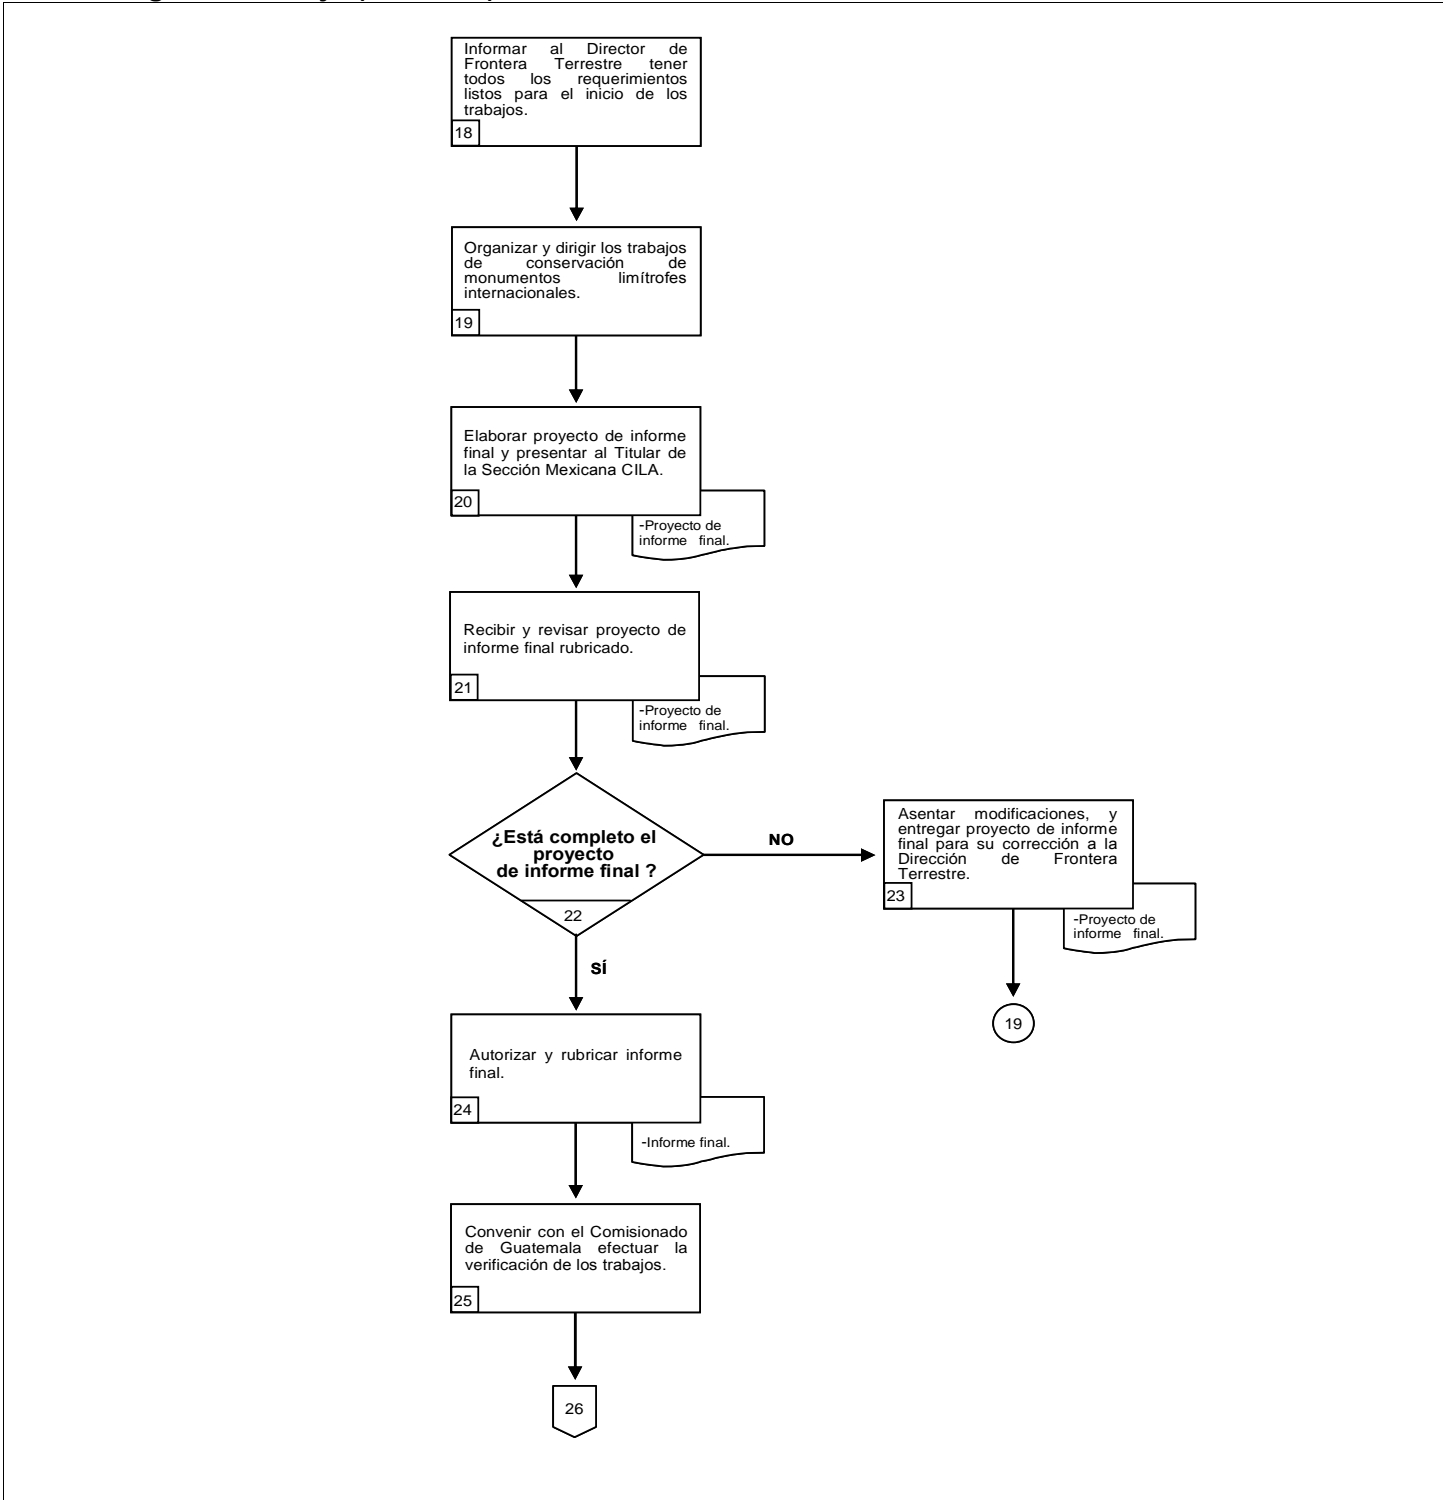 Informar al Director de
Frontera Terrestre tener
todos los requerimientos
listos para el inicio de los
trabajos.
18
Organizar y dirigir los trabajos
de conservación de
monumentos limítrofes
internacionales.
19
Elaborar proyecto de informe
final y presentar al Titular de
la Sección Mexicana CILA.
20
-Proyecto de
informe final.
Recibir y revisar proyecto de
informe final rubricado.
21
-Proyecto de
informe final.
¿Está completo el
proyecto
de informe final ?
22
NO
Asentar modificaciones, y
entregar proyecto de informe
final para su corrección a la
Dirección de Frontera
Terrestre.
23
-Proyecto de
informe final.
19
SÍ
Autorizar y rubricar informe
final.
24
-Informe final.
Convenir con el Comisionado
de Guatemala efectuar la
verificación de los trabajos.
25
26